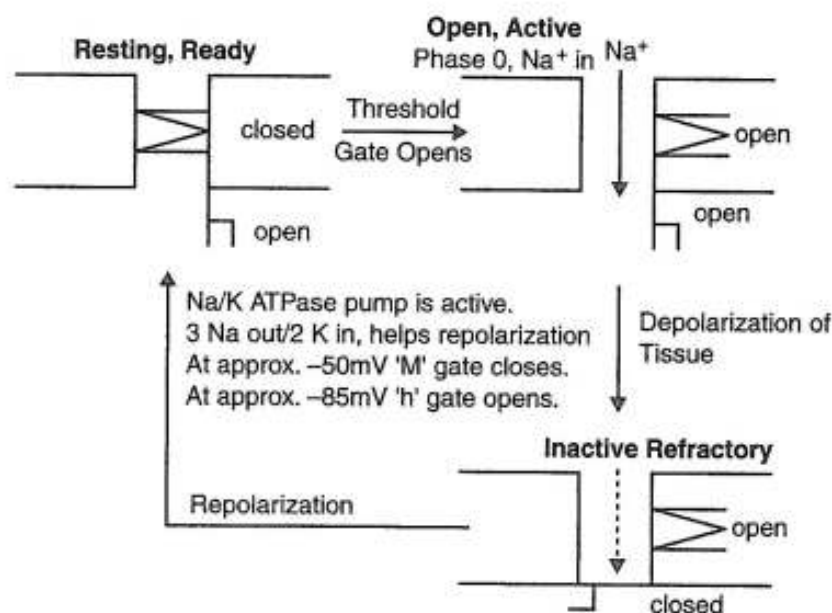 Resting, Ready
closed
open
Threshold
Gate Opens
Open, Active
Phase 0, Na⁺ in
Na⁺
open
open
Depolarization of
Tissue
Inactive Refractory
open
closed
Repolarization
Na/K ATPase pump is active.
3 Na out/2 K in, helps repolarization
At approx. –50mV 'M' gate closes.
At approx. –85mV 'h' gate opens.